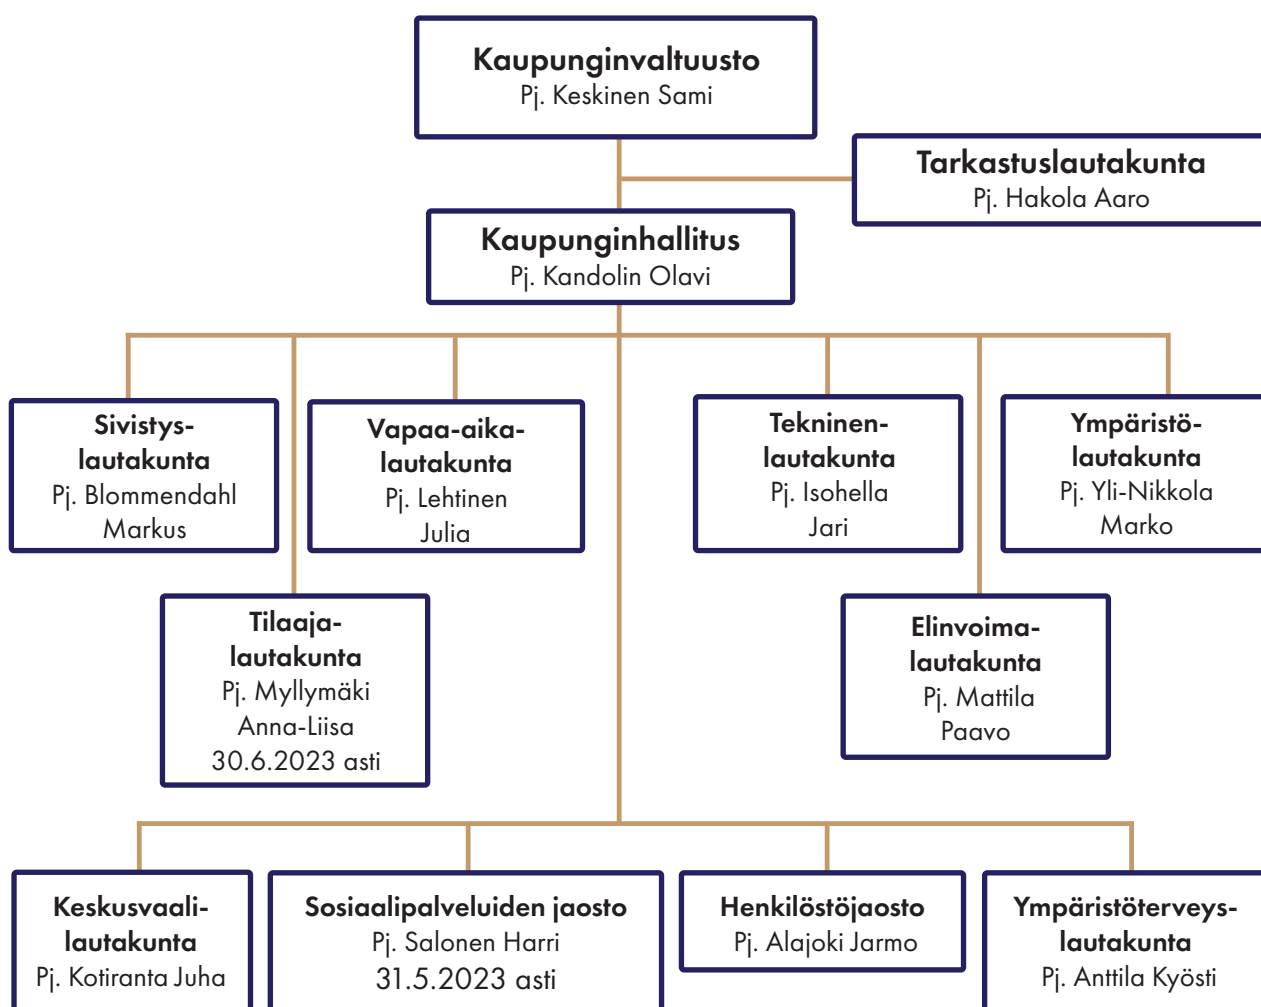 Kaupunginvaltuusto
Pj. Keskinen Sami
Tarkastuslautakunta
Pj. Hakola Aaro
Kaupunginhallitus
Pj. Kandolin Olavi
Sivistys-
lautakunta
Pj. Blommendahl
Markus
Vapaa-aika-
lautakunta
Pj. Lehtinen
Julia
Tekninen-
lautakunta
Pj. Isohella
Jari
Ympäristö-
lautakunta
Pj. Yli-Nikkola
Marko
Tilaaja-
lautakunta
Pj. Myllymäki
Anna-Liisa
30.6.2023 asti
Elinvoima-
lautakunta
Pj. Mattila
Paavo
Keskusvaali-
lautakunta
Pj. Kotiranta Juha
Sosiaalipalveluiden jaosto
Pj. Salonen Harri
31.5.2023 asti
Henkilöstöjaosto
Pj. Alajoki Jarmo
Ympäristöterveys-
lautakunta
Pj. Anttila Kyösti